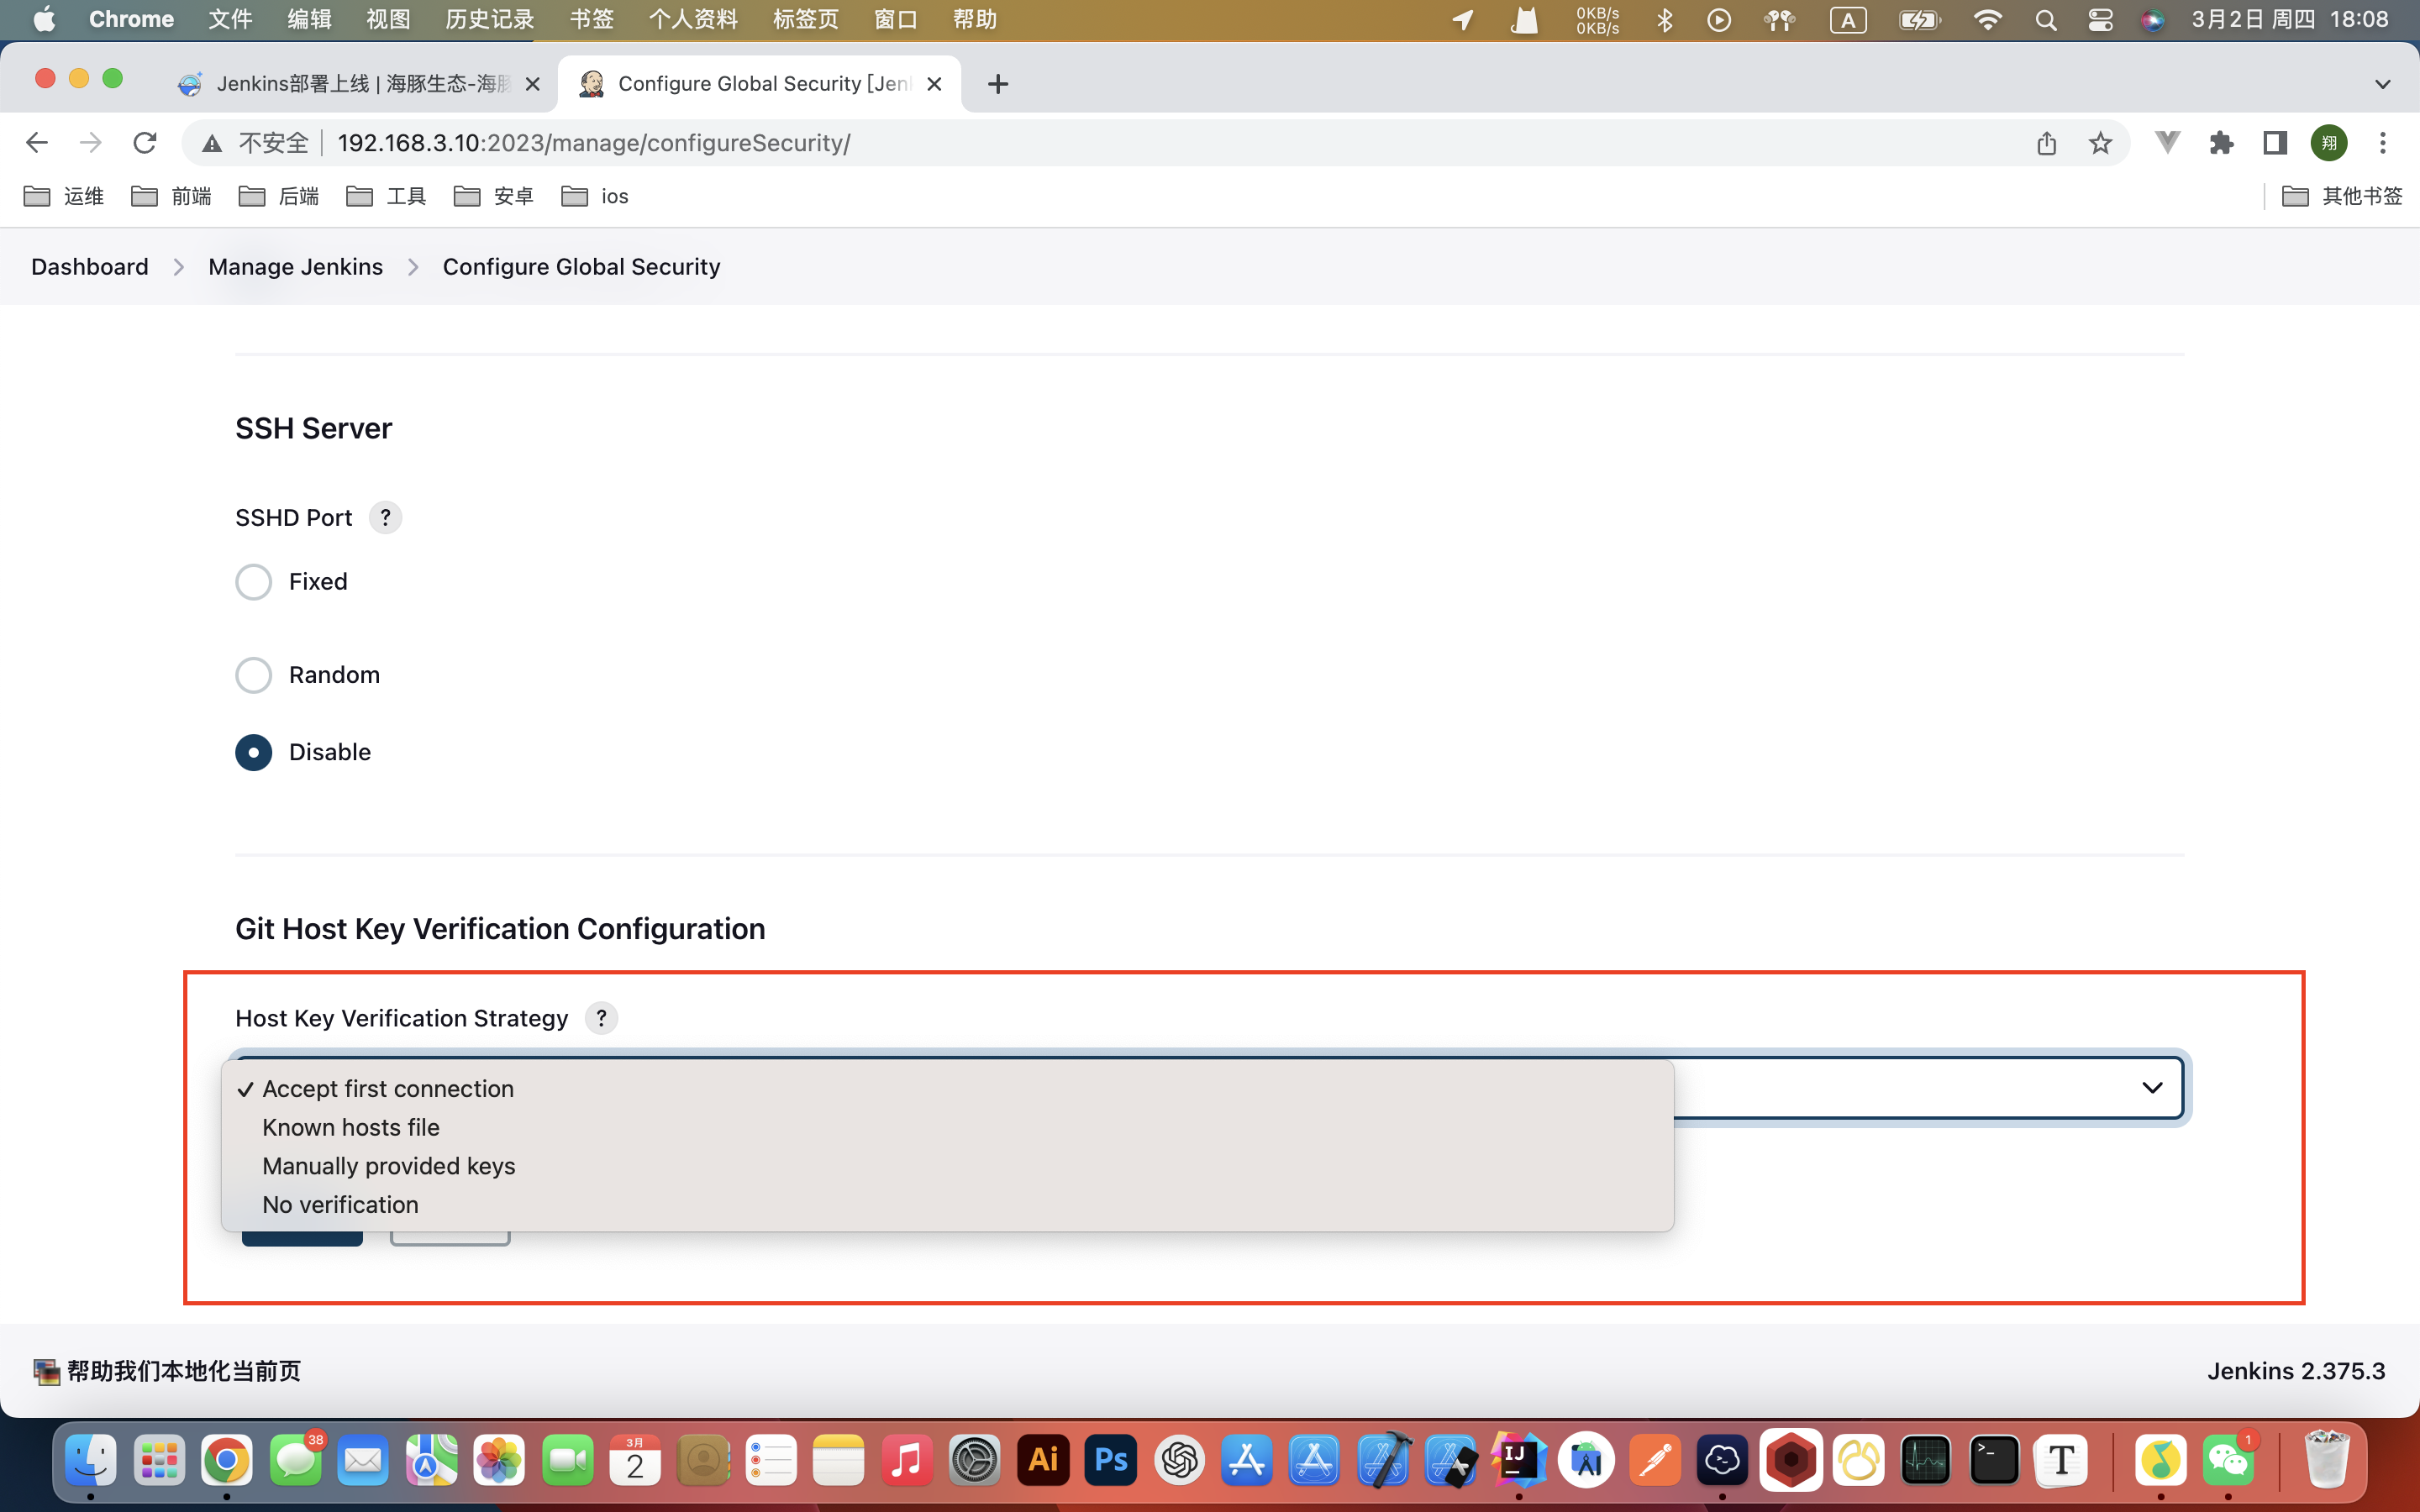 Chrome 文件 编辑 视图 历史记录 书签 个人资料 标签页 窗口 帮助 0KB/s 0KB/s A 3月2日 周四 18:08
Jenkins部署上线 | 海豚生态-海豚 Configure Global Security [Jen
不安全 192.168.3.10:2023/manage/configureSecurity/ 翔
运维 前端 后端 工具 安卓 ios 其他书签
Dashboard Manage Jenkins Configure Global Security
SSH Server
SSHD Port ?
Fixed
Random
Disable
Git Host Key Verification Configuration
Host Key Verification Strategy ?
Accept first connection
Known hosts file
Manually provided keys
No verification
帮助我们本地化当前页 Jenkins 2.375.3
38 3月 2 Ai Ps IJ >_ T 1